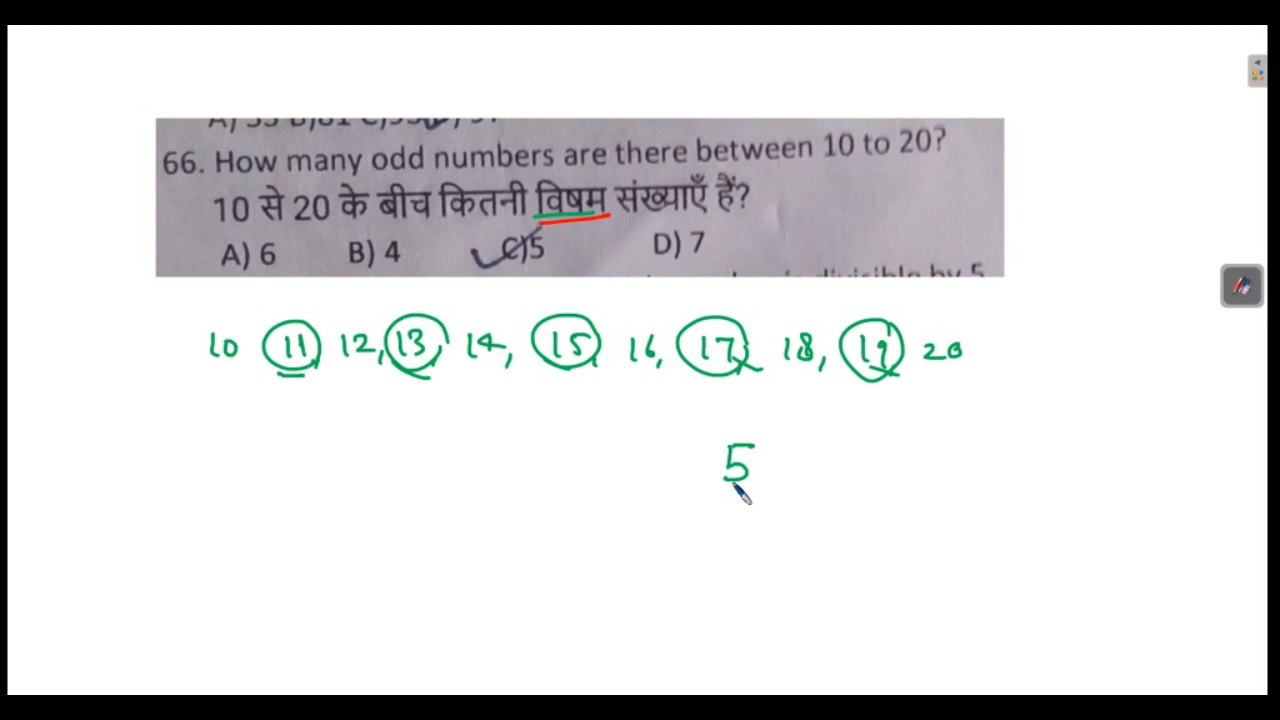 66. How many odd numbers are there between 10 to 20?
10 से 20 के बीच कितनी विषम संख्याएँ हैं?
A) 6 B) 4 C) 5 D) 7
10 11 12, 13, 14, 15, 16, 17, 18, 19 20
5